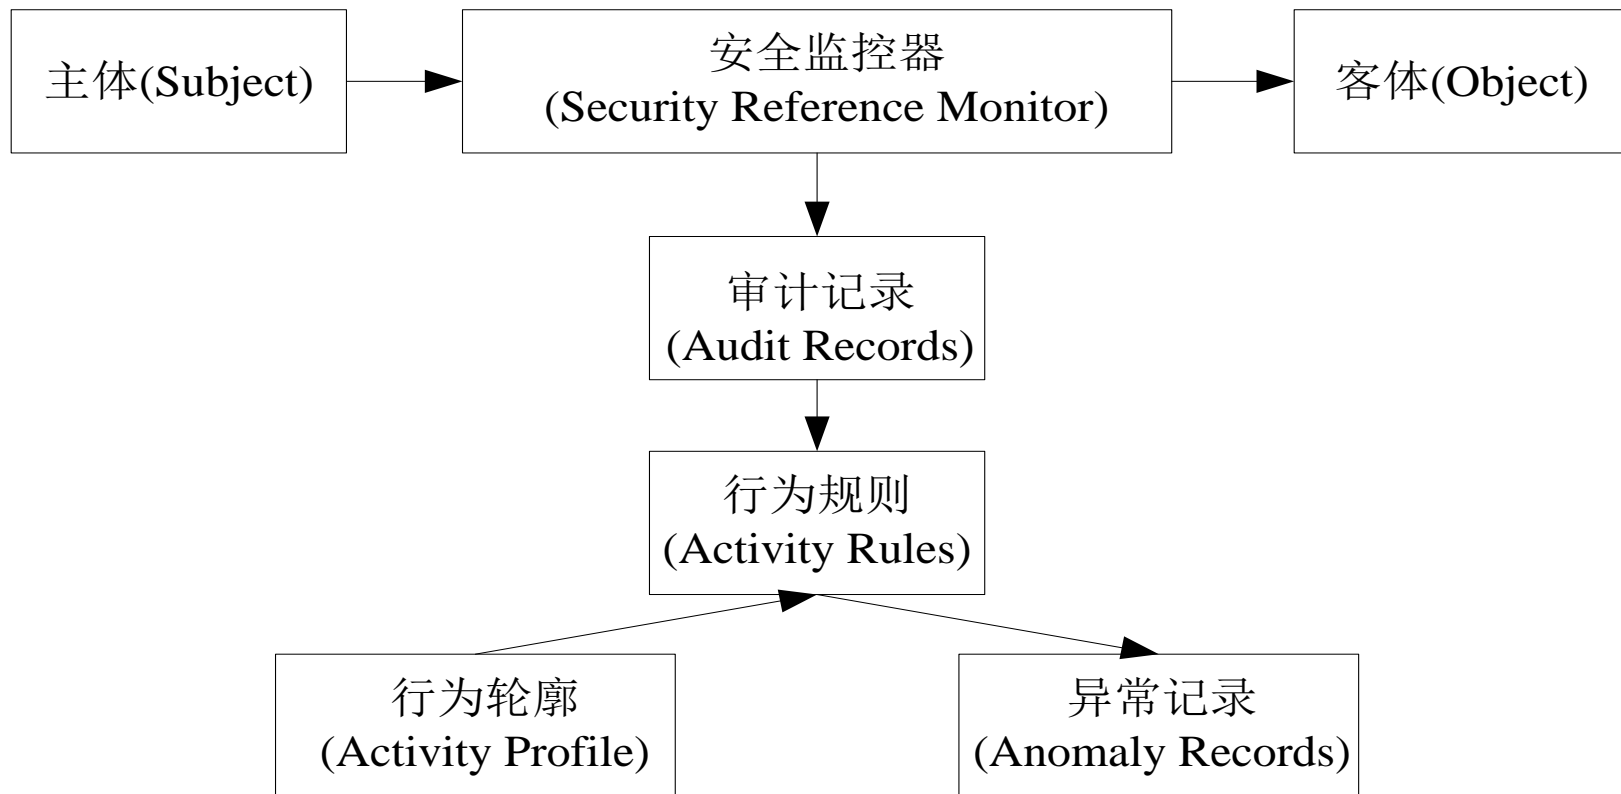 主体(Subject)
安全监控器
(Security Reference Monitor)
客体(Object)
审计记录
(Audit Records)
行为规则
(Activity Rules)
行为轮廓
(Activity Profile)
异常记录
(Anomaly Records)